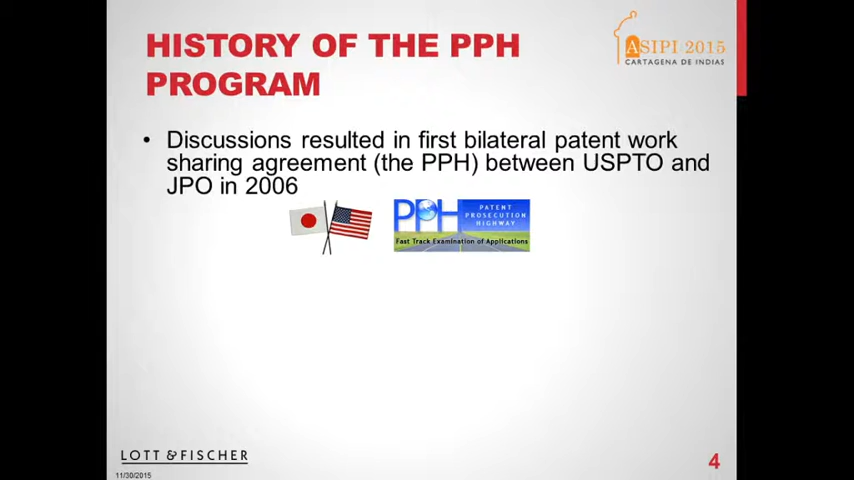 HISTORY OF THE PPH
PROGRAM
ASIPI 2015
CARTAGENA DE INDIAS
• Discussions resulted in first bilateral patent work
sharing agreement (the PPH) between USPTO and
JPO in 2006
PPH
PATENT
PROSECUTION
HIGHWAY
Fast Track Examination of Applications
LOTT & FISCHER
4
11/30/2015